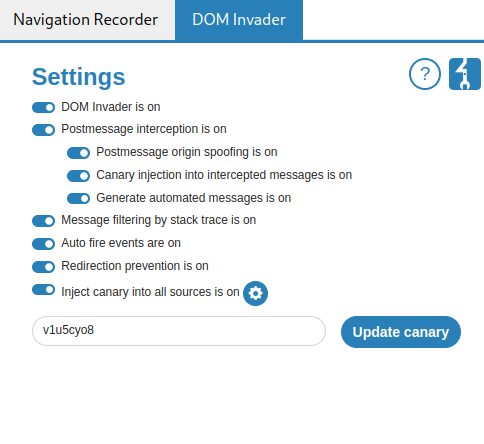 Navigation Recorder
DOM Invader
Settings
?
DOM Invader is on
Postmessage interception is on
Postmessage origin spoofing is on
Canary injection into intercepted messages is on
Generate automated messages is on
Message filtering by stack trace is on
Auto fire events are on
Redirection prevention is on
Inject canary into all sources is on
v1u5cyo8
Update canary